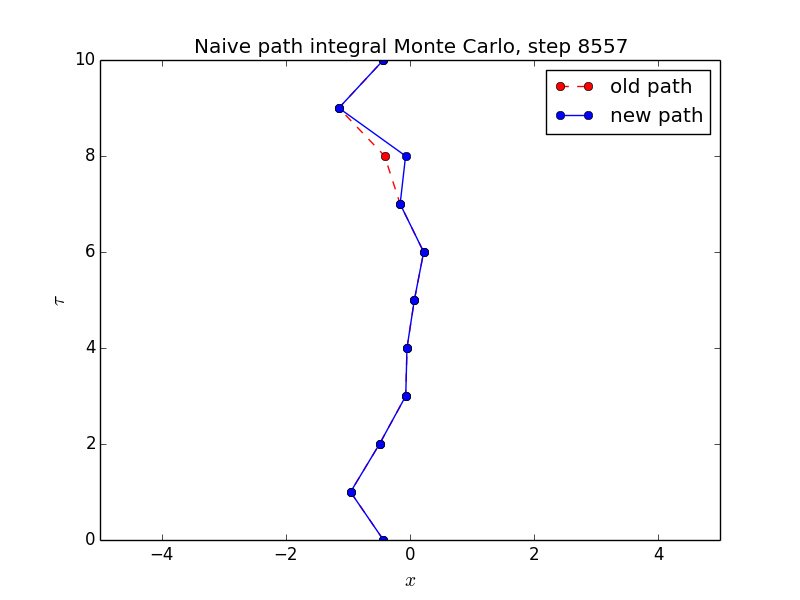 Naive path integral Monte Carlo, step 8557
old path
new path
10
8
6
4
2
0
τ
−4 −2 0 2 4
x